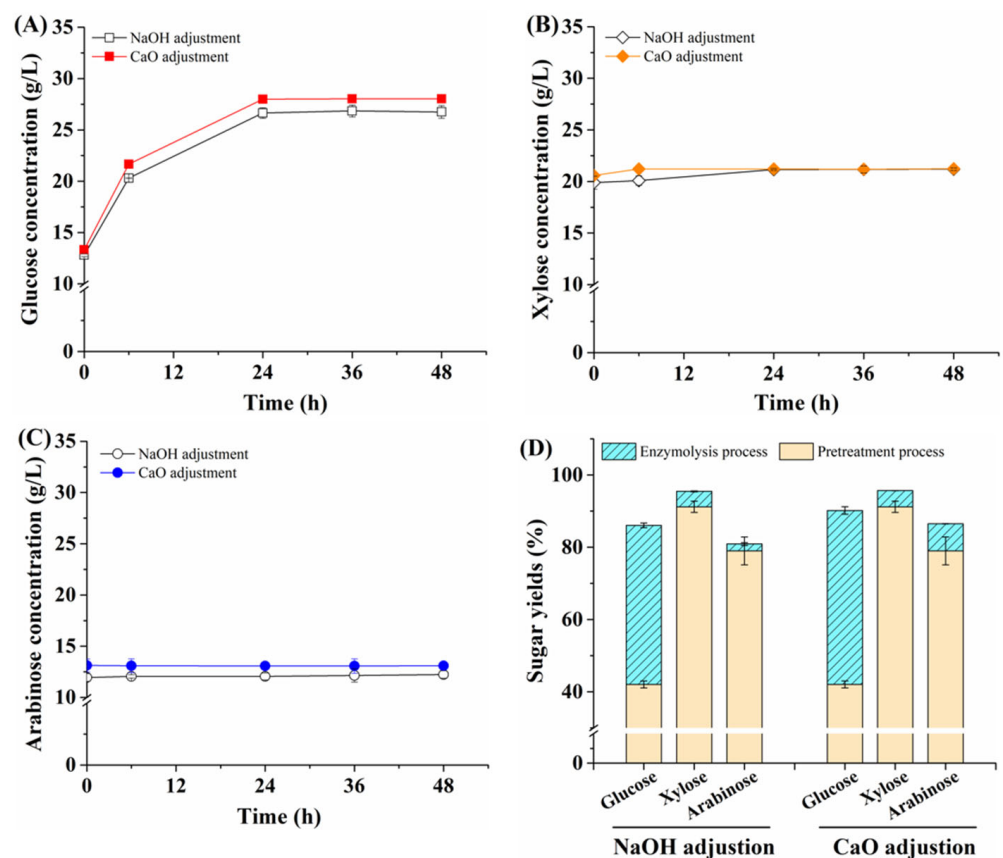 (A)
NaOH adjustment
CaO adjustment
Glucose concentration (g/L)
35
30
25
20
15
10
0
0 12 24 36 48
Time (h)
(B)
NaOH adjustment
CaO adjustment
Xylose concentration (g/L)
35
30
25
20
15
10
0
0 12 24 36 48
Time (h)
(C)
NaOH adjustment
CaO adjustment
Arabinose concentration (g/L)
35
30
25
20
15
10
0
0 12 24 36 48
Time (h)
(D)
Enzymolysis process Pretreatment process
Sugar yields (%)
100
80
60
40
0
Glucose Xylose Arabinose Glucose Xylose Arabinose
NaOH adjustion CaO adjustion